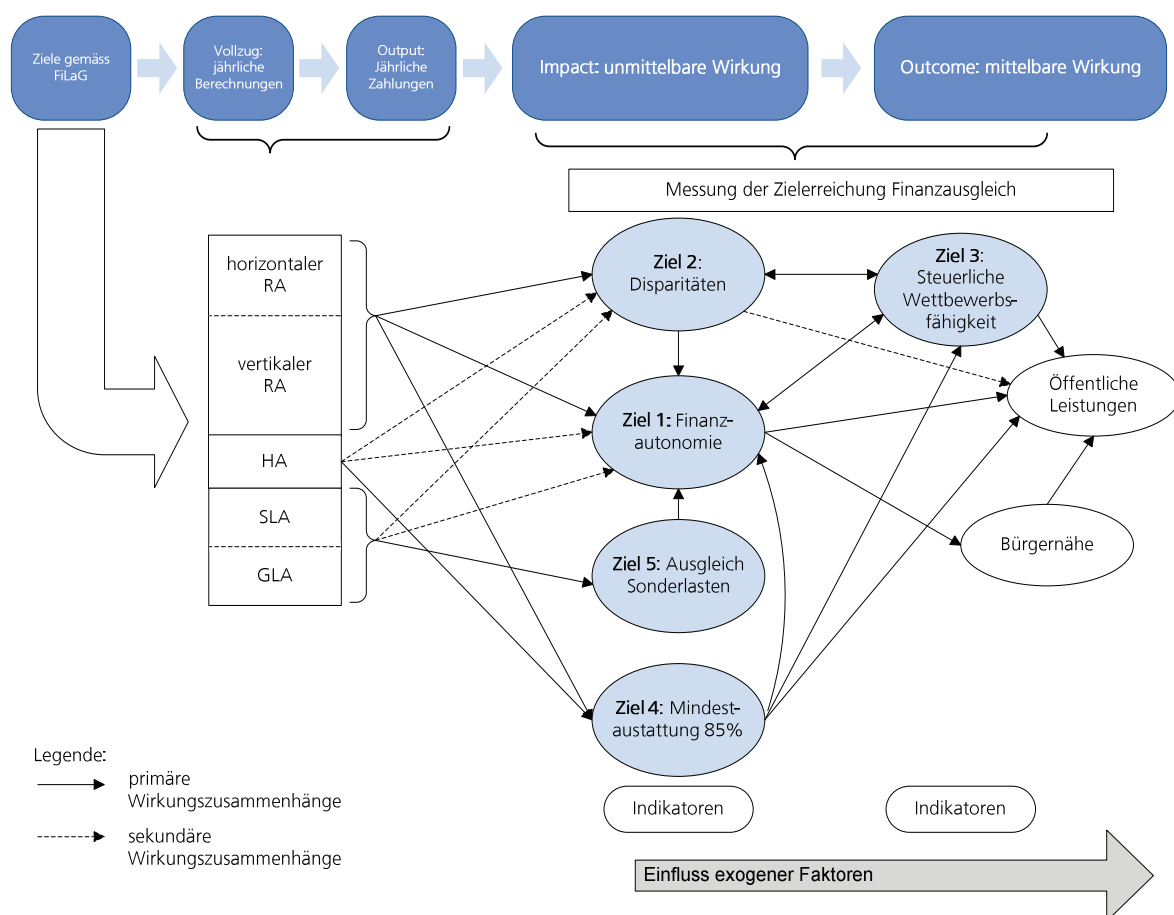 Ziele gemäss
FiLaG
Vollzug:
jährliche
Berechnungen
Output:
Jährliche
Zahlungen
Impact: unmittelbare Wirkung
Outcome: mittelbare Wirkung
Messung der Zielerreichung Finanzausgleich
horizontaler
RA
vertikaler
RA
HA
SLA
GLA
Ziel 2:
Disparitäten
Ziel 3:
Steuerliche
Wettbewerbs-
fähigkeit
Ziel 1: Finanz-
autonomie
Öffentliche
Leistungen
Ziel 5: Ausgleich
Sonderlasten
Bürgernähe
Ziel 4: Mindest-
austattung 85%
Legende:
primäre
Wirkungszusammenhänge
sekundäre
Wirkungszusammenhänge
Indikatoren
Indikatoren
Einfluss exogener Faktoren